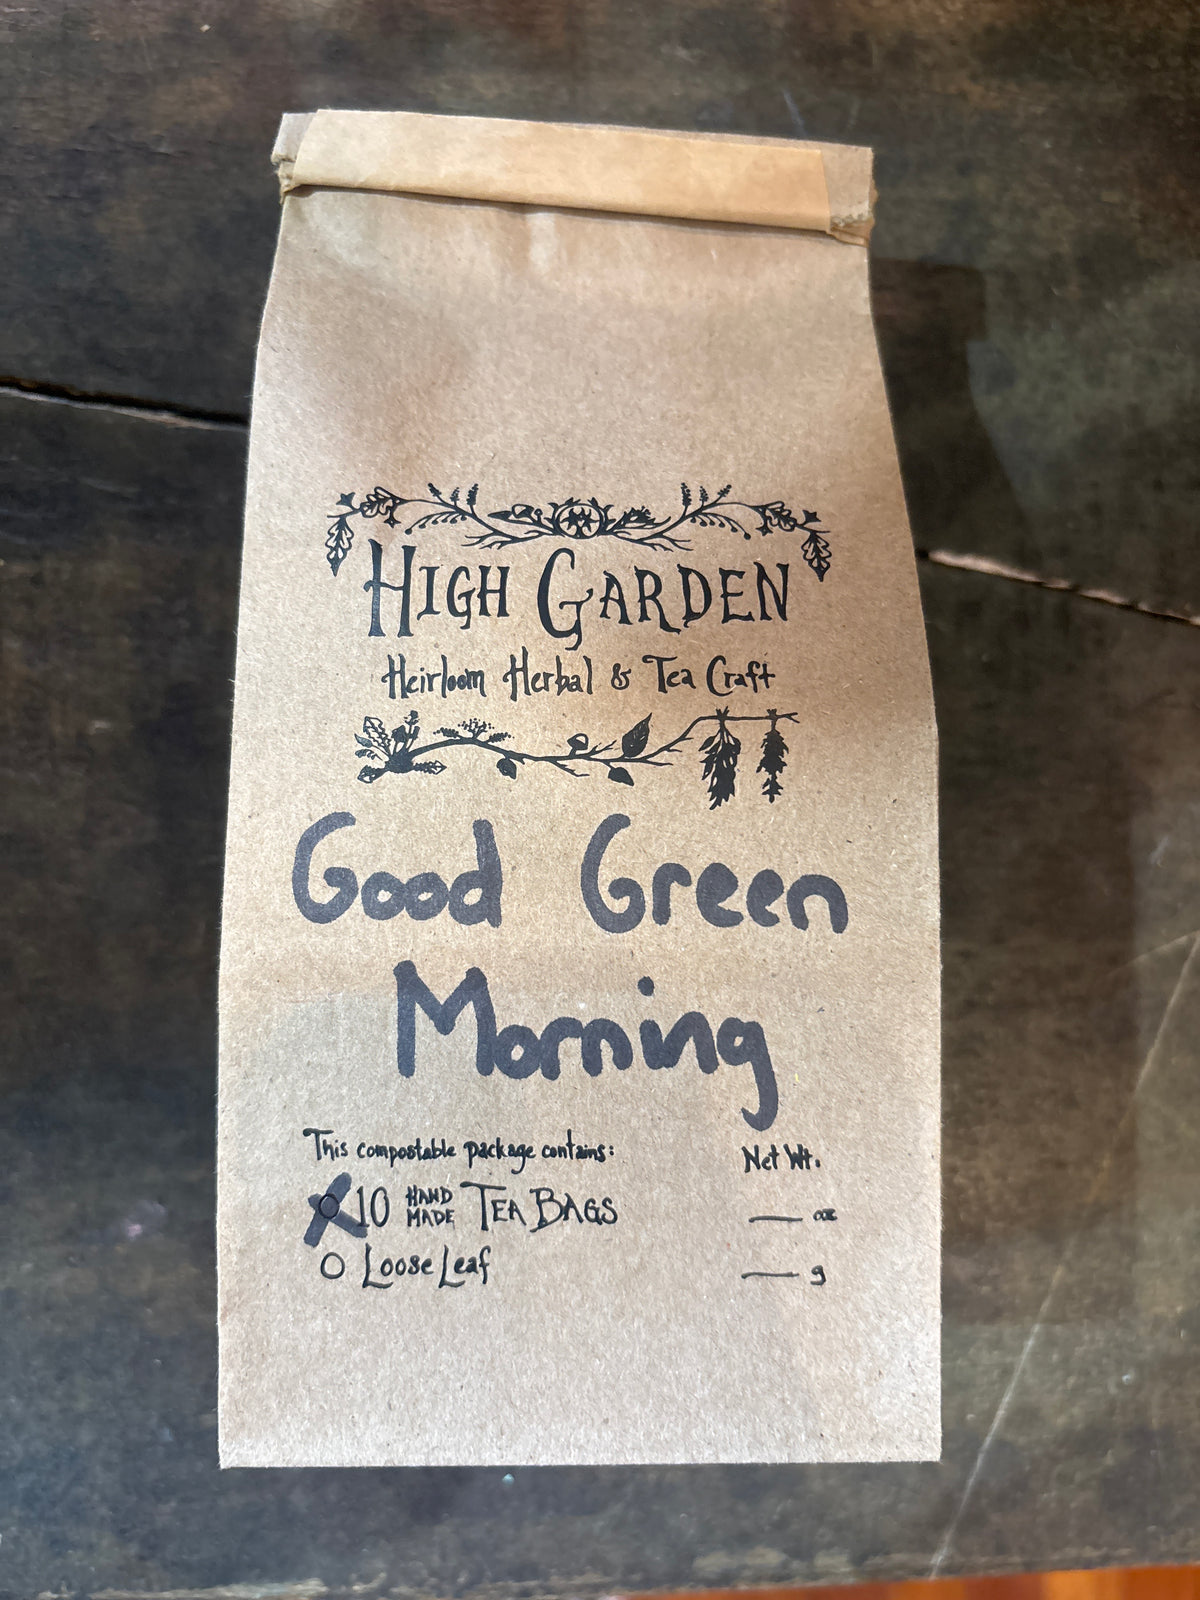 HIGH GARDEN
Heirloom Herbal & Tea Craft
Good Green
Morning
This compostable package contains:
Net Wt.
10 HAND MADE TEA BAGS
oz
Loose Leaf
g